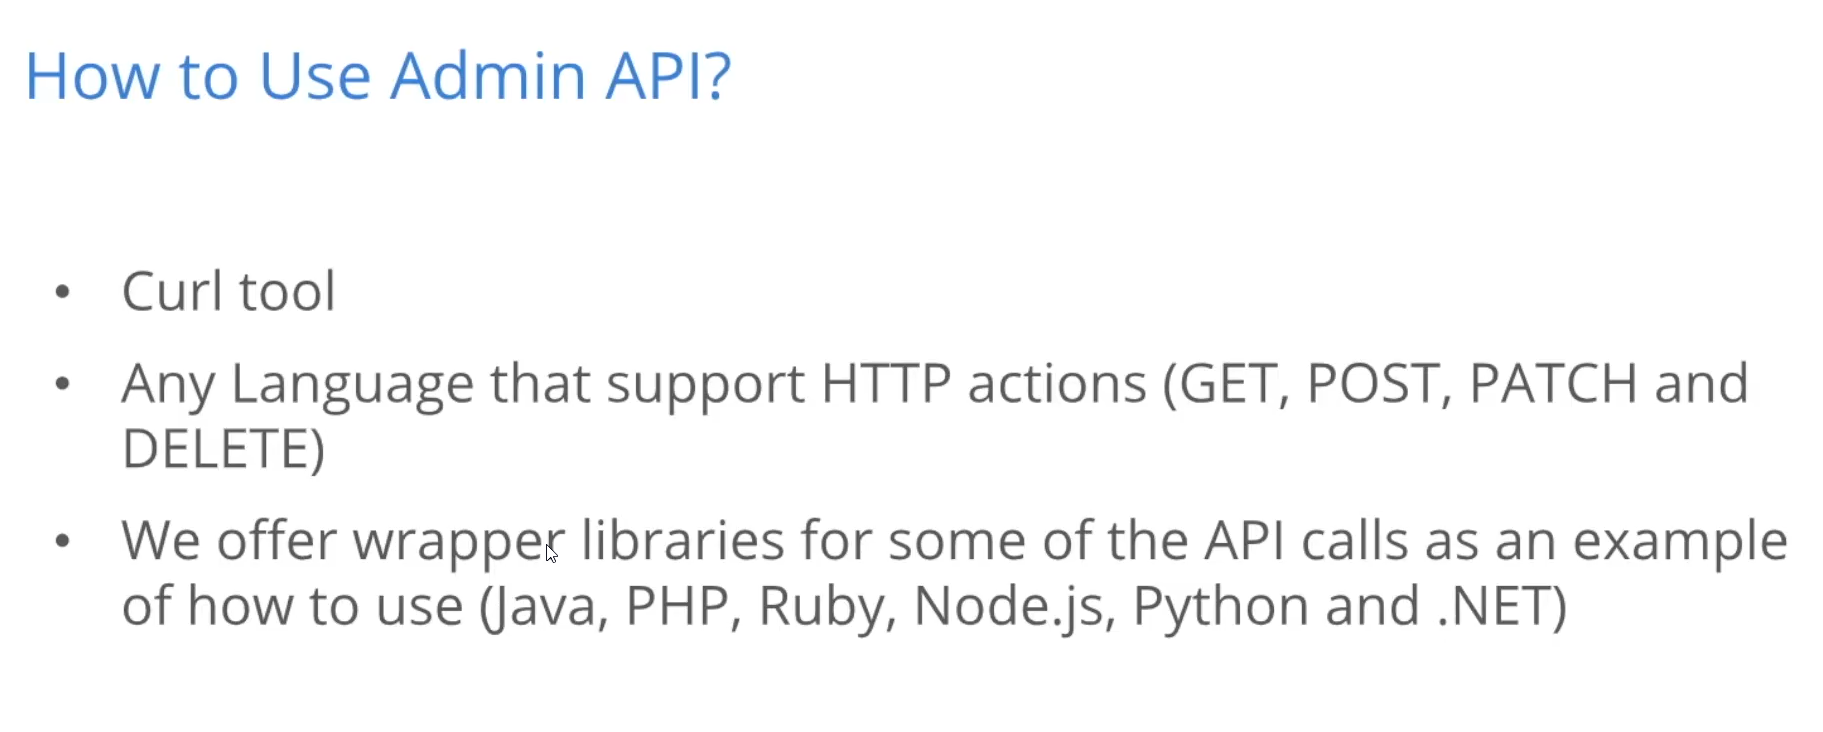 How to Use Admin API?
• Curl tool
• Any Language that support HTTP actions (GET, POST, PATCH and
DELETE)
• We offer wrapper libraries for some of the API calls as an example
of how to use (Java, PHP, Ruby, Node.js, Python and .NET)